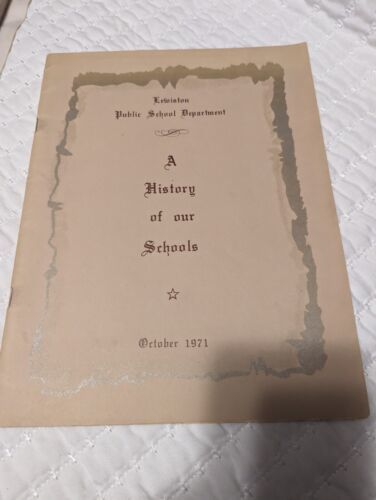 Lewiston
Public School Department
A
History
of our
Schools
October 1971